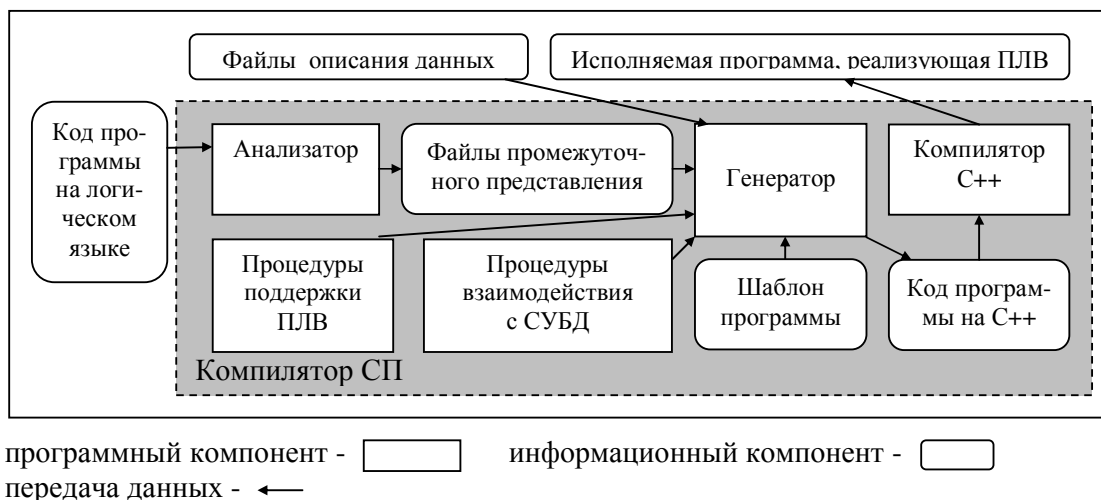 Файлы описания данных
Исполняемая программа, реализующая ПЛВ
Код про-
граммы
на логи-
ческом
языке
Анализатор
Файлы промежуточ-
ного представления
Генератор
Компилятор
С++
Процедуры
поддержки
ПЛВ
Процедуры
взаимодействия
с СУБД
Шаблон
программы
Код програм-
мы на С++
Компилятор СП
программный компонент -
информационный компонент -
передача данных -